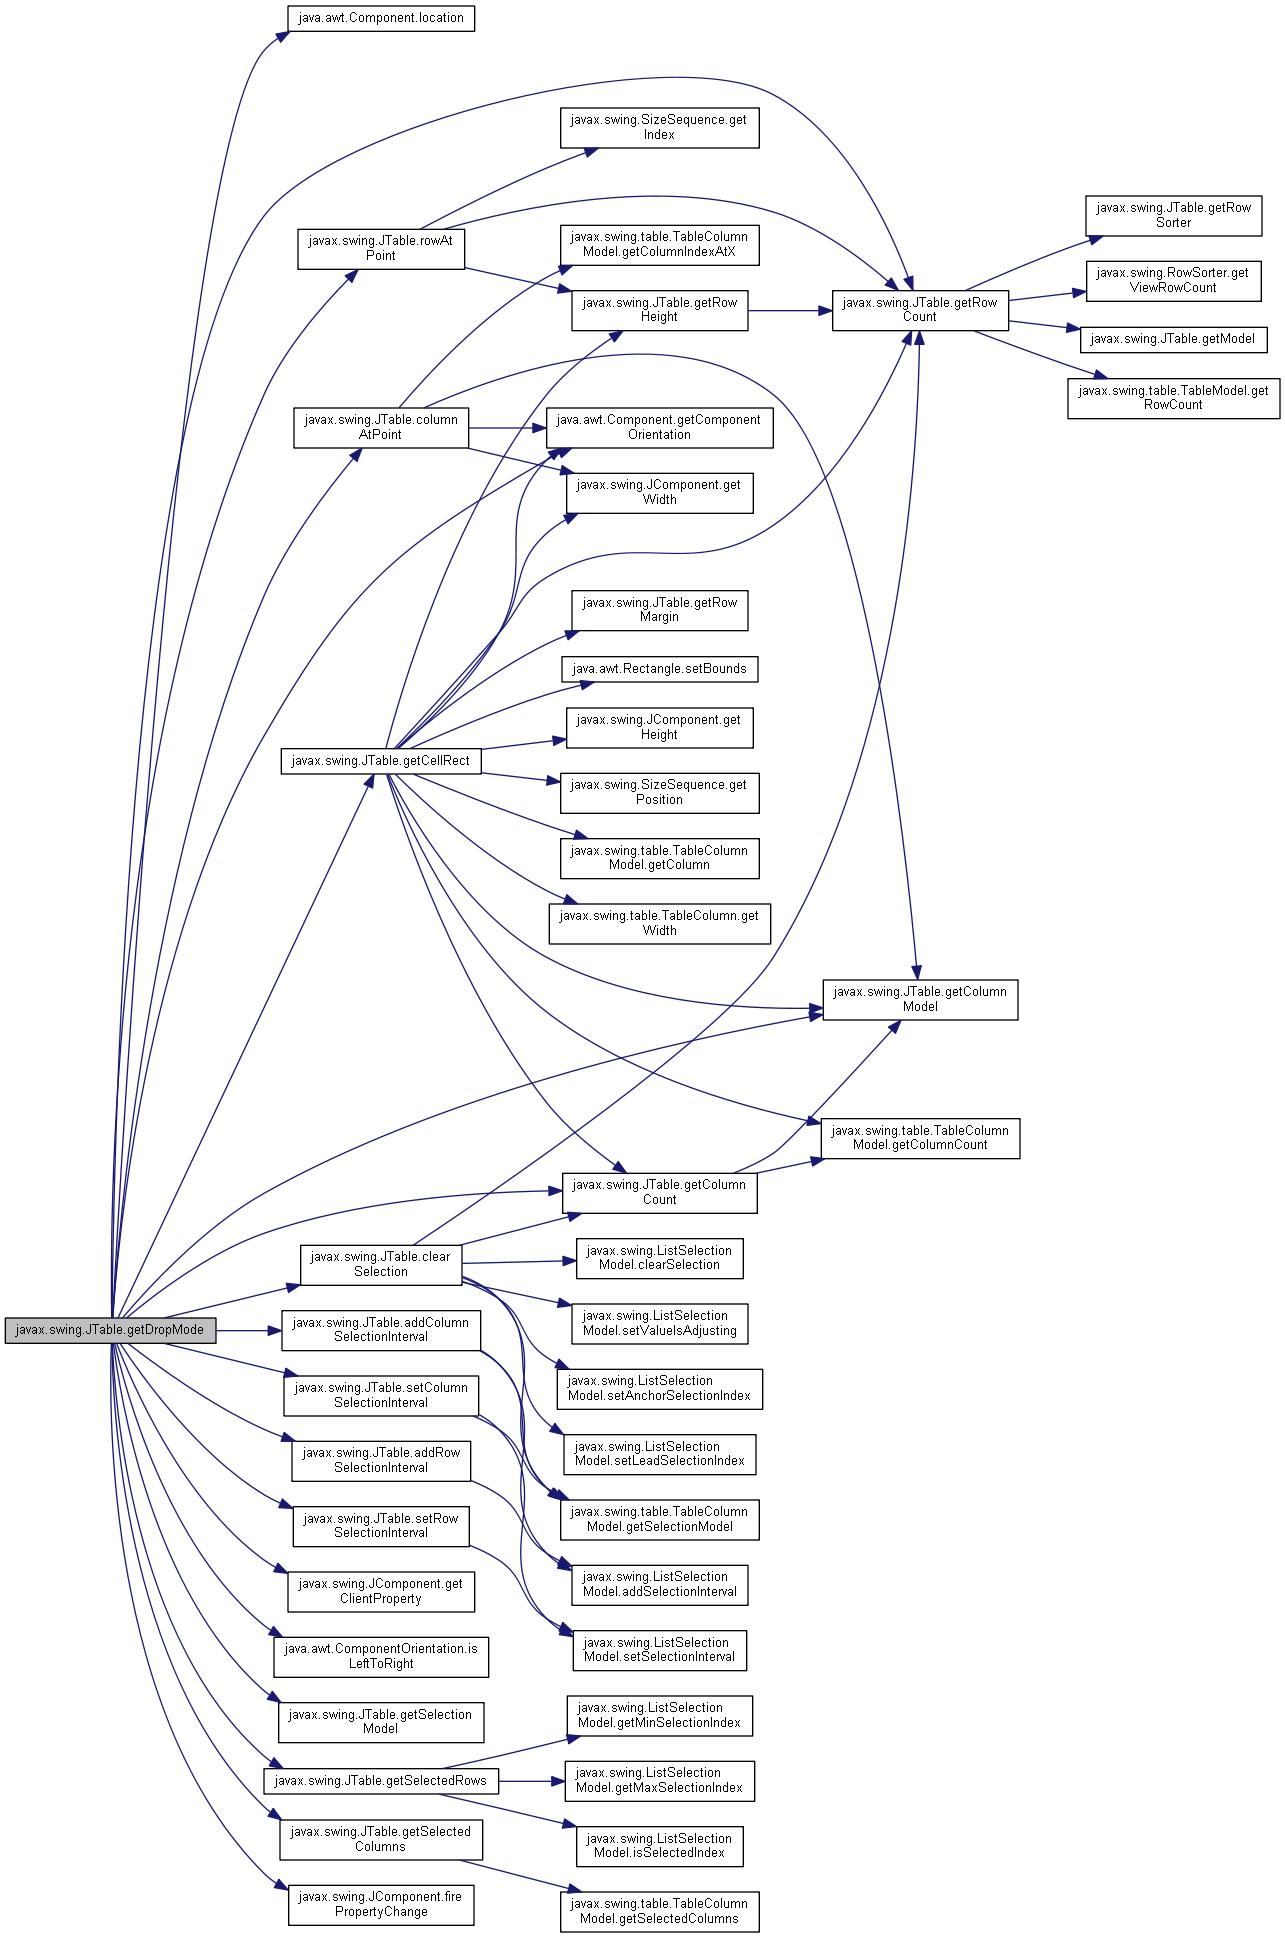 java.awt.Component.location
javax.swing.SizeSequence.get
Index
javax.swing.JTable.getRow
Sorter
javax.swing.JTable.rowAt
Point
javax.swing.table.TableColumn
Model.getColumnIndexAtX
javax.swing.RowSorter.get
ViewRowCount
javax.swing.JTable.getRow
Height
javax.swing.JTable.getRow
Count
javax.swing.JTable.getModel
javax.swing.table.TableModel.get
RowCount
javax.swing.JTable.column
AtPoint
java.awt.Component.getComponent
Orientation
javax.swing.JComponent.get
Width
javax.swing.JTable.getRow
Margin
java.awt.Rectangle.setBounds
javax.swing.JComponent.get
Height
javax.swing.JTable.getCellRect
javax.swing.SizeSequence.get
Position
javax.swing.table.TableColumn
Model.getColumn
javax.swing.table.TableColumn.get
Width
javax.swing.JTable.getColumn
Model
javax.swing.table.TableColumn
Model.getColumnCount
javax.swing.JTable.getColumn
Count
javax.swing.JTable.clear
Selection
javax.swing.ListSelection
Model.clearSelection
javax.swing.JTable.getDropMode
javax.swing.JTable.addColumn
SelectionInterval
javax.swing.ListSelection
Model.setValueIsAdjusting
javax.swing.JTable.setColumn
SelectionInterval
javax.swing.ListSelection
Model.setAnchorSelectionIndex
javax.swing.JTable.addRow
SelectionInterval
javax.swing.ListSelection
Model.setLeadSelectionIndex
javax.swing.JTable.setRow
SelectionInterval
javax.swing.table.TableColumn
Model.getSelectionModel
javax.swing.JComponent.get
ClientProperty
javax.swing.ListSelection
Model.addSelectionInterval
java.awt.ComponentOrientation.is
LeftToRight
javax.swing.ListSelection
Model.setSelectionInterval
javax.swing.JTable.getSelection
Model
javax.swing.ListSelection
Model.getMinSelectionIndex
javax.swing.JTable.getSelectedRows
javax.swing.ListSelection
Model.getMaxSelectionIndex
javax.swing.JTable.getSelected
Columns
javax.swing.ListSelection
Model.isSelectedIndex
javax.swing.JComponent.fire
PropertyChange
javax.swing.table.TableColumn
Model.getSelectedColumns